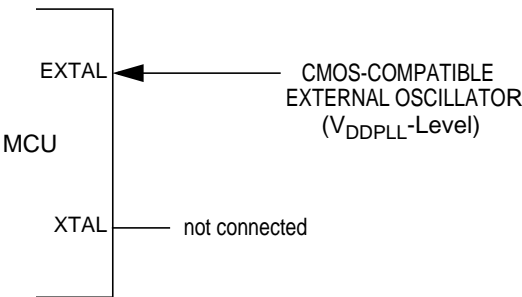 EXTAL
CMOS-COMPATIBLE
EXTERNAL OSCILLATOR
(VDDPLL-Level)
MCU
XTAL
not connected